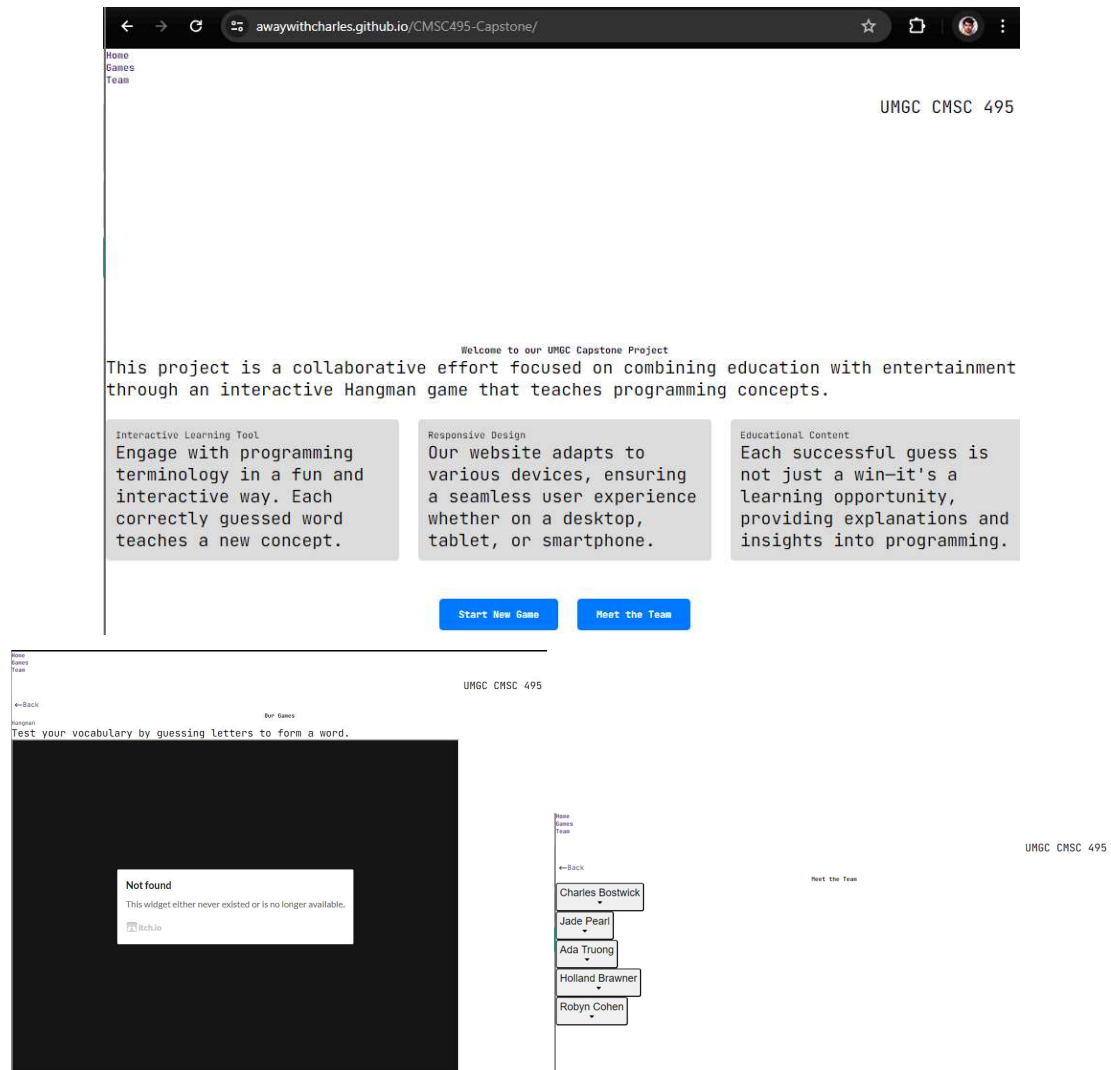 awaywithcharles.github.io/CMSC495-Capstone/
Home
Games
Team
UMGC CMSC 495
Welcome to our UMGC Capstone Project
This project is a collaborative effort focused on combining education with entertainment
through an interactive Hangman game that teaches programming concepts.
Interactive Learning Tool
Engage with programming
terminology in a fun and
interactive way. Each
correctly guessed word
teaches a new concept.
Responsive Design
Our website adapts to
various devices, ensuring
a seamless user experience
whether on a desktop,
tablet, or smartphone.
Educational Content
Each successful guess is
not just a win—it's a
learning opportunity,
providing explanations and
insights into programming.
Start New Game
Meet the Team
Home
Games
Team
UMGC CMSC 495
←Back
Our Games
Hangman
Test your vocabulary by guessing letters to form a word.
Not found
This widget either never existed or is no longer available.
itch.io
Home
Games
Team
UMGC CMSC 495
←Back
Meet the Team
Charles Bostwick
Jade Pearl
Ada Truong
Holland Brawner
Robyn Cohen